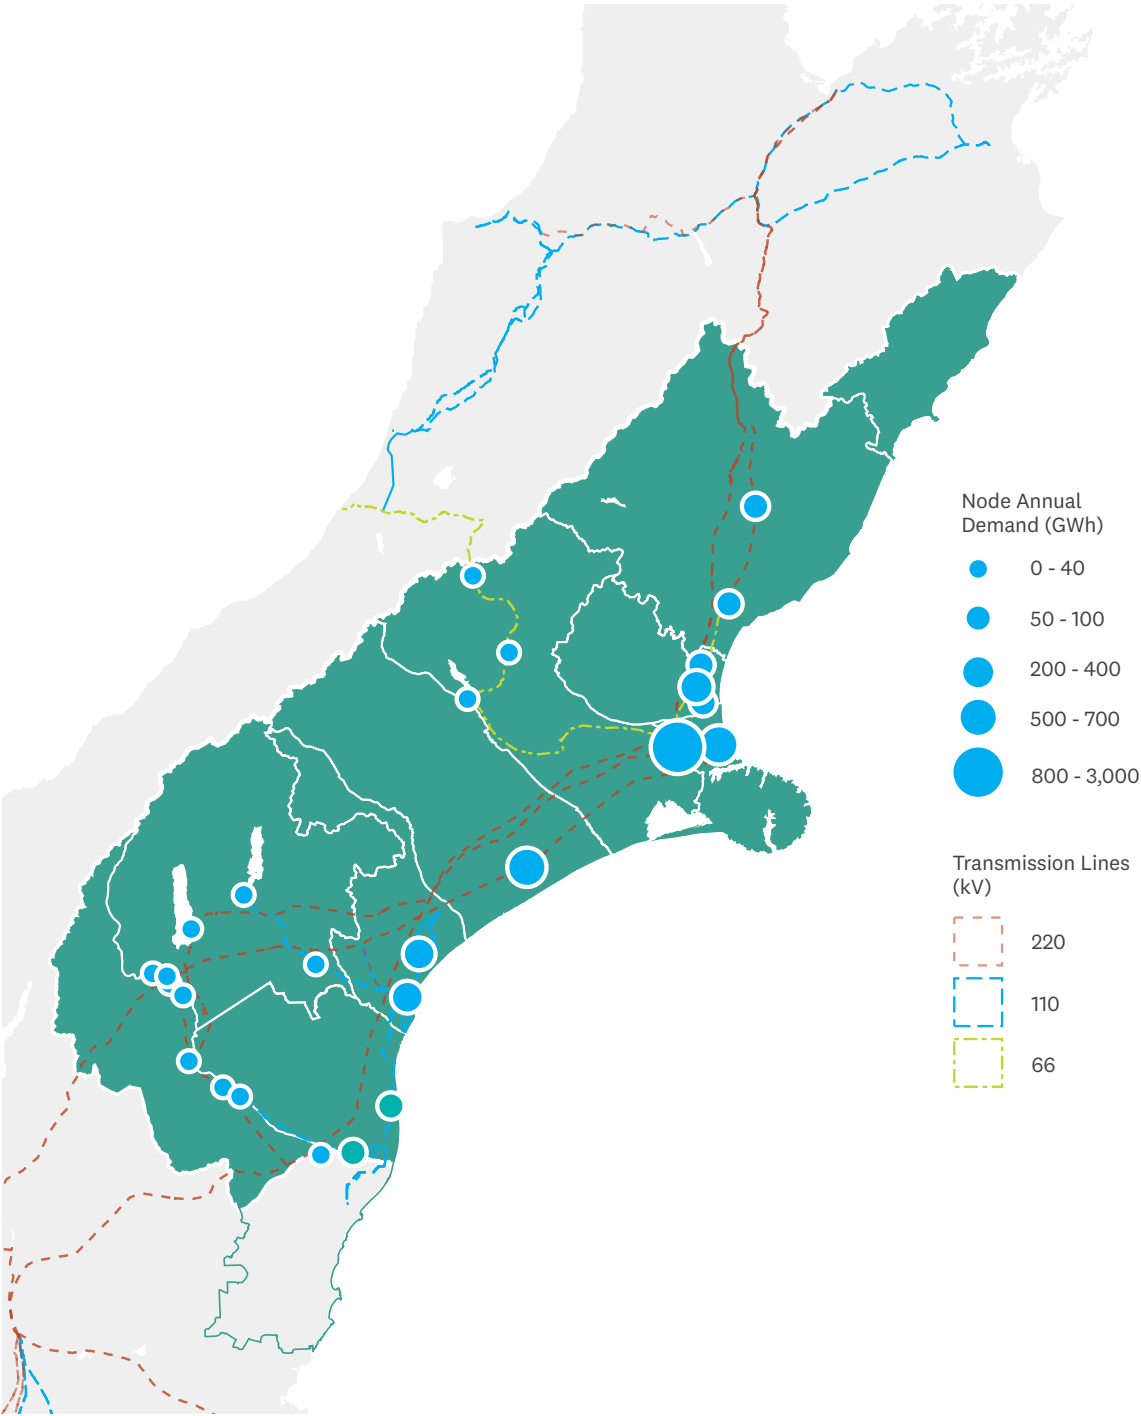 Node Annual
Demand (GWh)
0 - 40
50 - 100
200 - 400
500 - 700
800 - 3,000
Transmission Lines
(kV)
220
110
66